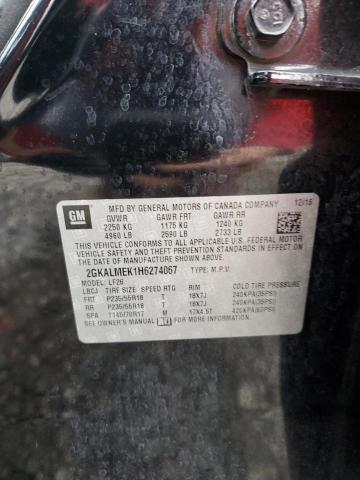 GM
MFD BY GENERAL MOTORS OF CANADA COMPANY 12/16
GVWR GAWR FRT GAWR RR
2250 KG 1175 KG 1240 KG
4960 LB 2590 LB 2733 LB
THIS VEHICLE CONFORMS TO ALL APPLICABLE U.S. FEDERAL MOTOR
VEHICLE SAFETY STANDARDS IN EFFECT ON THE DATE OF
MANUFACTURE SHOWN ABOVE.
2GKALMEK1H6274067 TYPE: M.P.V.
MODEL: LF26
LBCJ TIRE SIZE SPEED RTG RIM COLD TIRE PRESSURE
FRT P235/55R18 T 18X7J 240KPA(35PSI)
RR P235/55R18 T 18X7J 240KPA(35PSI)
SPA T145/70R17 M 17X4.5T 420KPA(60PSI)
SEE OWNER'S MANUAL FOR MORE INFORMATION.